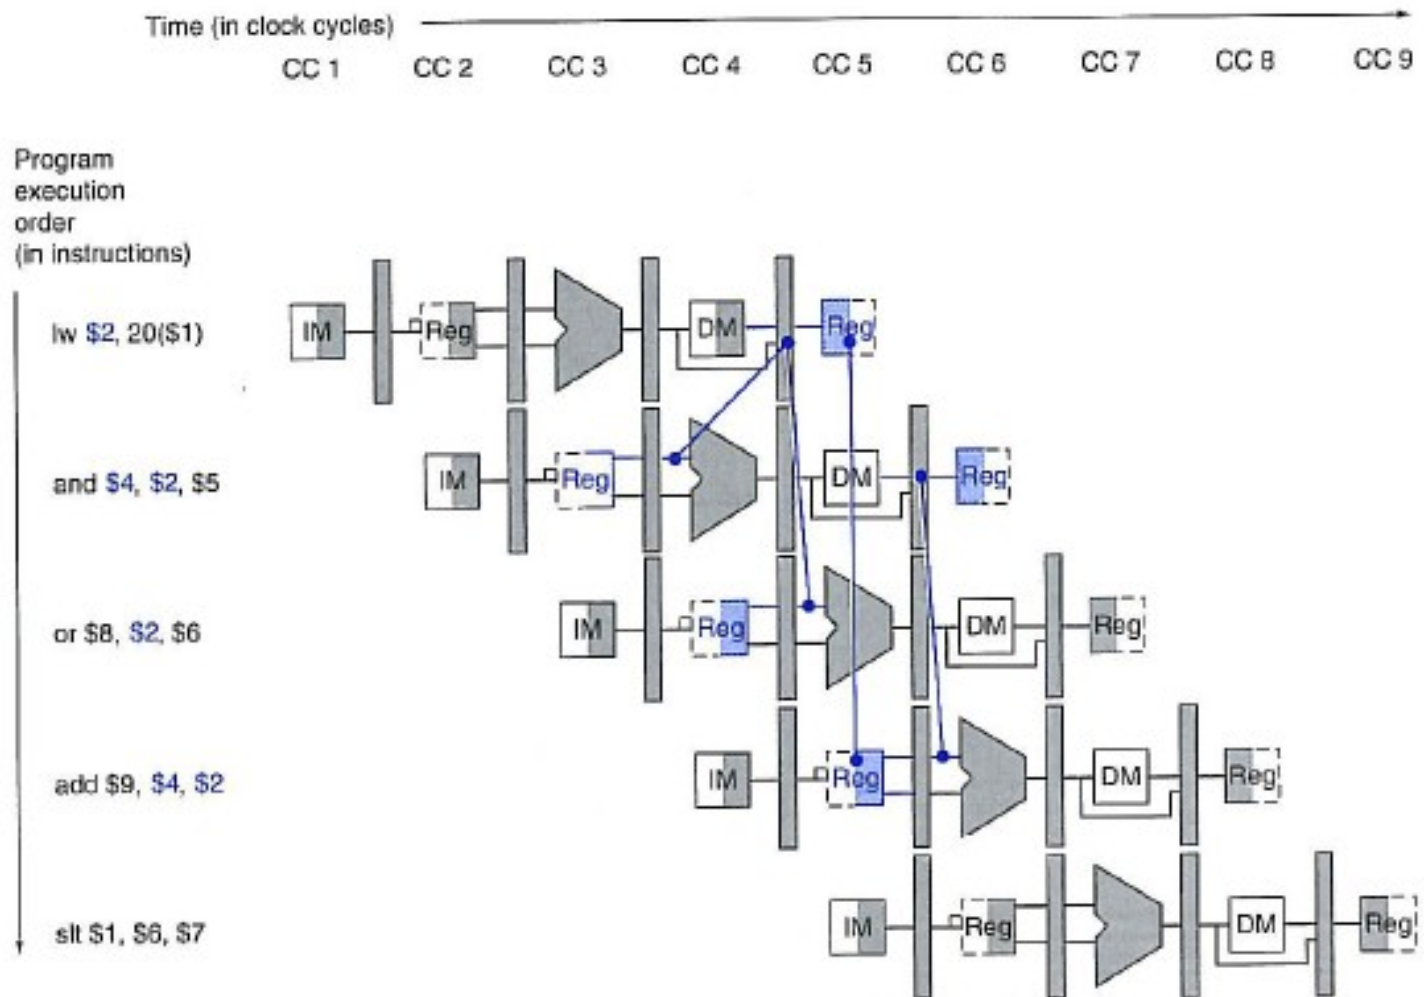 Time (in clock cycles)
CC 1 CC 2 CC 3 CC 4 CC 5 CC 6 CC 7 CC 8 CC 9
Program
execution
order
(in instructions)
lw $2, 20($1)
IM Reg DM Reg
and $4, $2, $5
IM Reg DM Reg
or $8, $2, $6
IM Reg DM Reg
add $9, $4, $2
IM Reg DM Reg
slt $1, $6, $7
IM Reg DM Reg